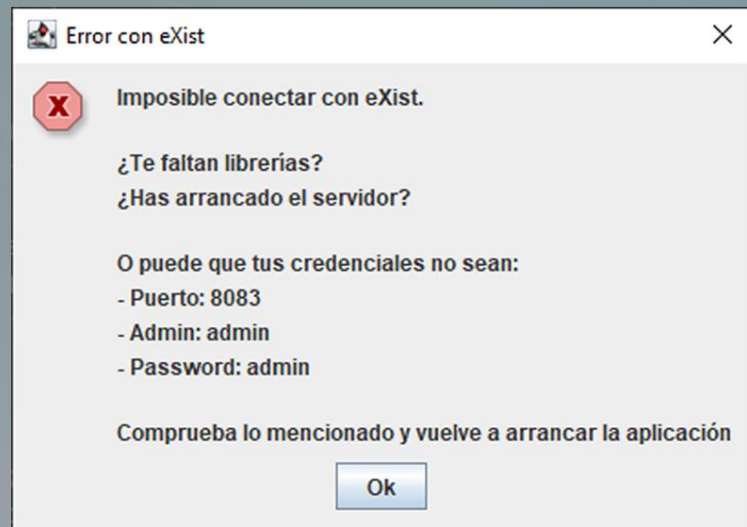 Error con eXist
Imposible conectar con eXist.
¿Te faltan librerías?
¿Has arrancado el servidor?
O puede que tus credenciales no sean:
- Puerto: 8083
- Admin: admin
- Password: admin
Comprueba lo mencionado y vuelve a arrancar la aplicación
Ok